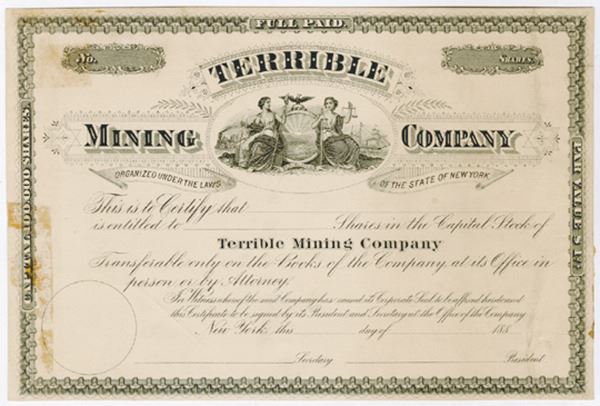 FULL PAID.
No.
SHARES.
TERRIBLE
MINING COMPANY
ORGANIZED UNDER THE LAWS OF THE STATE OF NEW YORK
This is to Certify that
is entitled to Shares in the Capital Stock of
Terrible Mining Company
Transferable only on the Books of the Company at its Office in
person or by Attorney.
In Witness whereof the said Company has caused its Corporate Seal to be affixed hereto and
this Certificate to be signed by its President and Secretary at the Office of the Company
New York, this day of 188
Secretary President
SHARES.
PAR VALUE